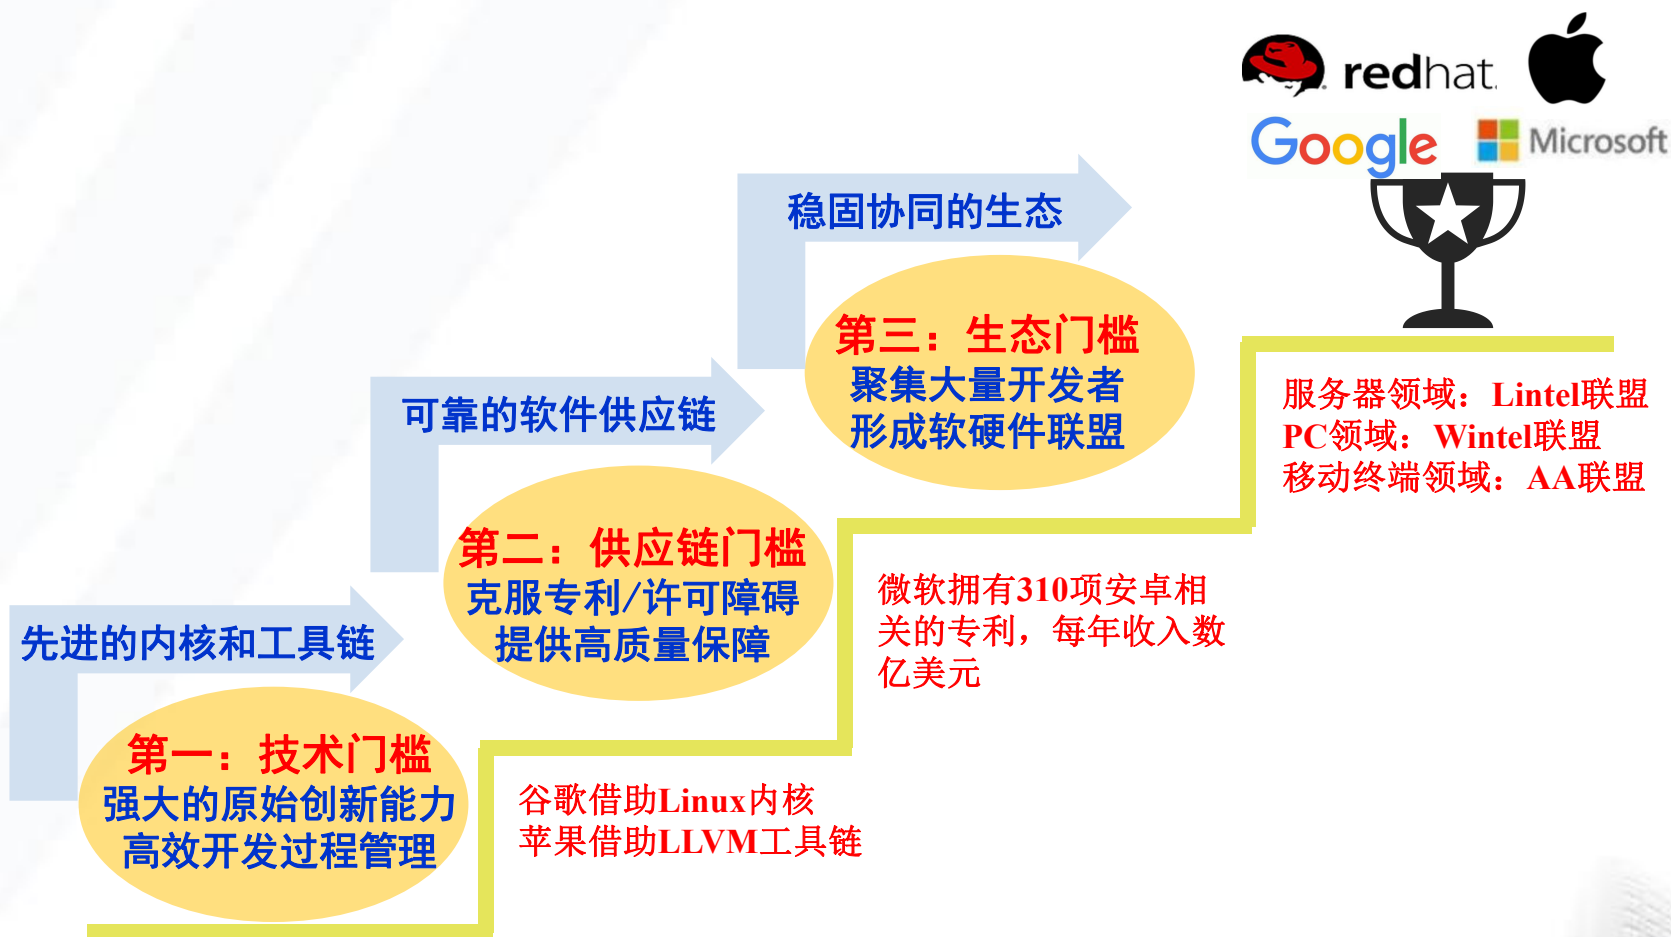 redhat.
Google
Microsoft
稳固协同的生态
第三：生态门槛
聚集大量开发者
形成软硬件联盟
服务器领域：Lintel联盟
PC领域：Wintel联盟
移动终端领域：AA联盟
可靠的软件供应链
第二：供应链门槛
克服专利/许可障碍
提供高质量保障
微软拥有310项安卓相
关的专利，每年收入数
亿美元
先进的内核和工具链
第一：技术门槛
强大的原始创新能力
高效开发过程管理
谷歌借助Linux内核
苹果借助LLVM工具链